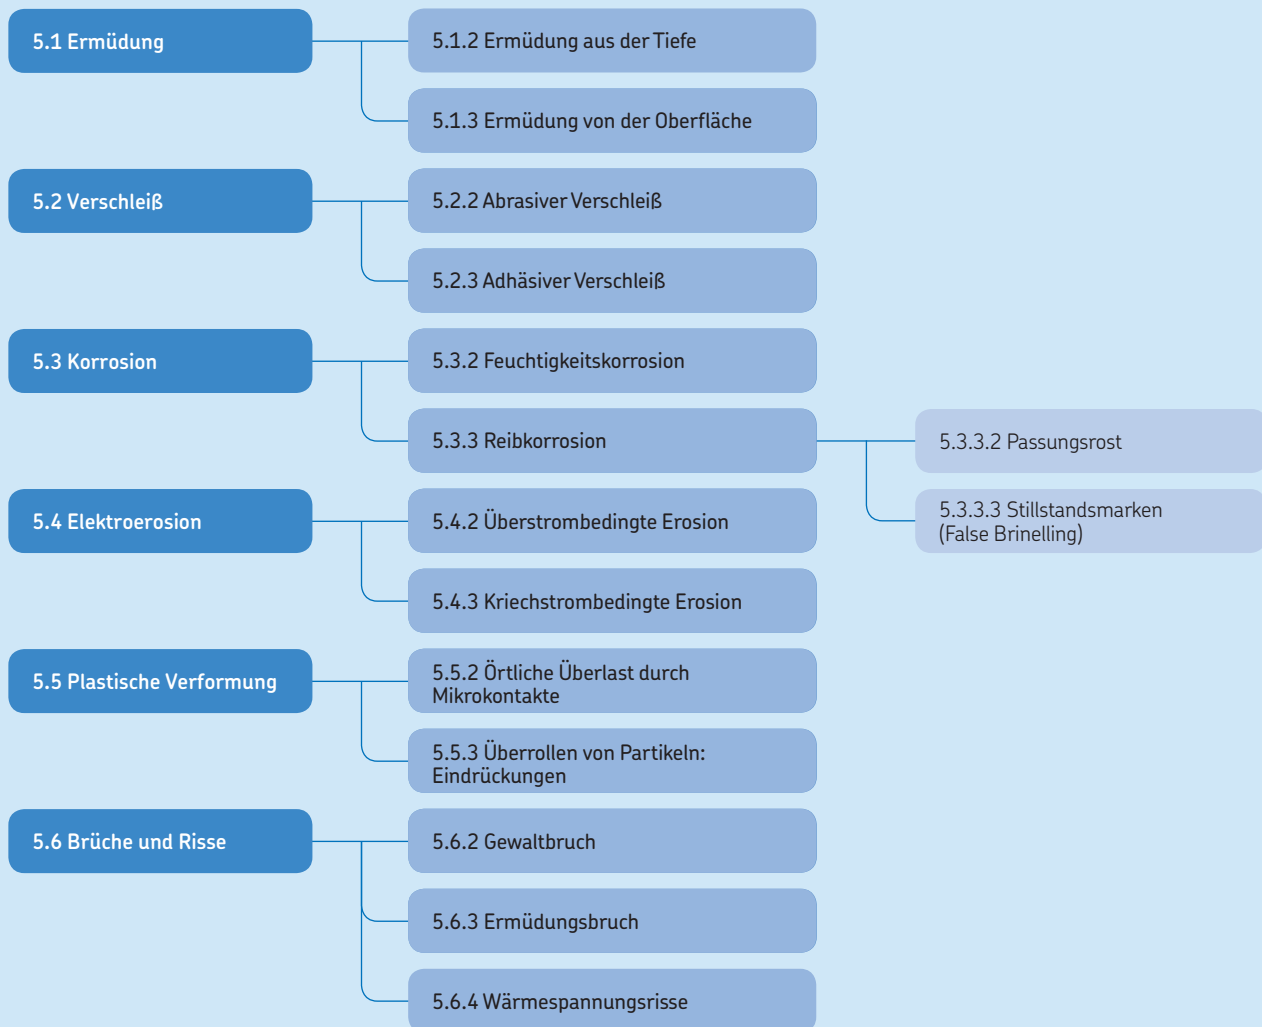 5.1 Ermüdung
5.1.2 Ermüdung aus der Tiefe
5.1.3 Ermüdung von der Oberfläche
5.2 Verschleiß
5.2.2 Abrasiver Verschleiß
5.2.3 Adhäsiver Verschleiß
5.3 Korrosion
5.3.2 Feuchtigkeitskorrosion
5.3.3 Reibkorrosion
5.3.3.2 Passungsrost
5.3.3.3 Stillstandsmarken
(False Brinelling)
5.4 Elektroerosion
5.4.2 Überstrombedingte Erosion
5.4.3 Kriechstrombedingte Erosion
5.5 Plastische Verformung
5.5.2 Örtliche Überlast durch
Mikrokontakte
5.5.3 Überrollen von Partikeln:
Eindrückungen
5.6 Brüche und Risse
5.6.2 Gewaltbruch
5.6.3 Ermüdungsbruch
5.6.4 Wärmespannungsrisse